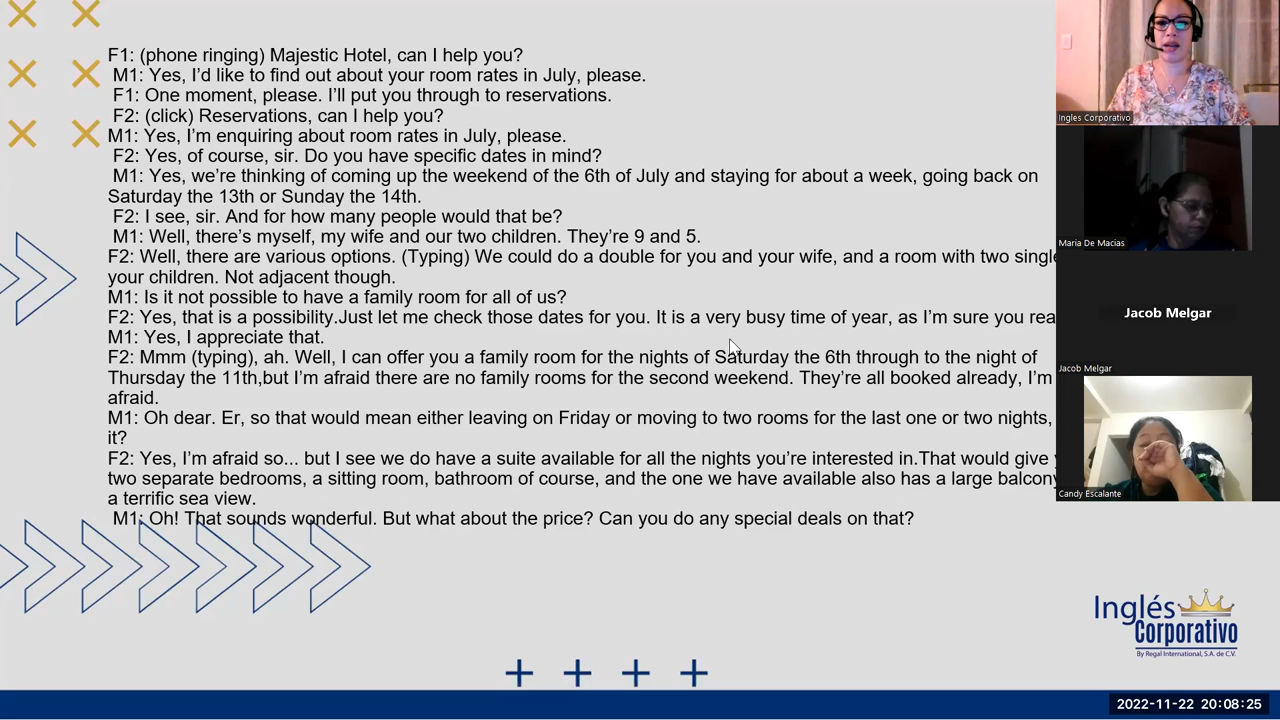 F1: (phone ringing) Majestic Hotel, can I help you?
M1: Yes, I’d like to find out about your room rates in July, please.
F1: One moment, please. I’ll put you through to reservations.
F2: (click) Reservations, can I help you?
M1: Yes, I’m enquiring about room rates in July, please.
F2: Yes, of course, sir. Do you have specific dates in mind?
M1: Yes, we’re thinking of coming up the weekend of the 6th of July and staying for about a week, going back on
Saturday the 13th or Sunday the 14th.
F2: I see, sir. And for how many people would that be?
M1: Well, there’s myself, my wife and our two children. They’re 9 and 5.
F2: Well, there are various options. (Typing) We could do a double for you and your wife, and a room with two
your children. Not adjacent though.
M1: Is it not possible to have a family room for all of us?
F2: Yes, that is a possibility.Just let me check those dates for you. It is a very busy time of year, as I’m sure you
M1: Yes, I appreciate that.
F2: Mmm (typing), ah. Well, I can offer you a family room for the nights of Saturday the 6th through to the night of
Thursday the 11th,but I’m afraid there are no family rooms for the second weekend. They’re all booked already, I’m
afraid.
M1: Oh dear. Er, so that would mean either leaving on Friday or moving to two rooms for the last one or two nights,
it?
F2: Yes, I’m afraid so... but I see we do have a suite available for all the nights you’re interested in.That would give
two separate bedrooms, a sitting room, bathroom of course, and the one we have available also has a large balcony
a terrific sea view.
M1: Oh! That sounds wonderful. But what about the price? Can you do any special deals on that?
Ingles Corporativo
Maria De Macias
Jacob Melgar
Jacob Melgar
Candy Escalante
Inglés
Corporativo
By Regal International, S.A. de C.V.
2022-11-22 20:08:25